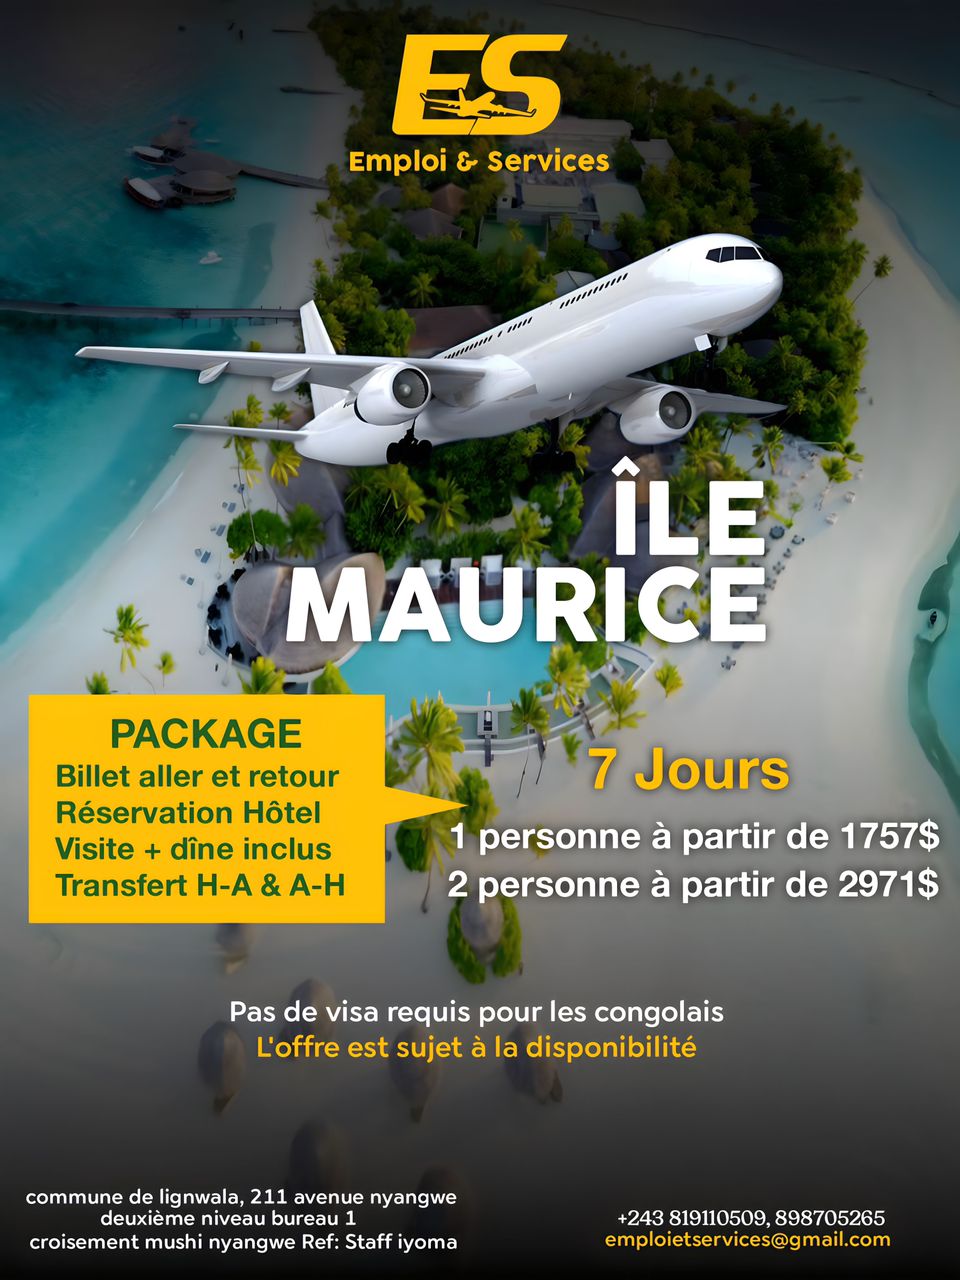 ES
Emploi & Services
ÎLE
MAURICE
PACKAGE
Billet aller et retour
Réservation Hôtel
Visite + dîne inclus
Transfert H-A & A-H
7 Jours
1 personne à partir de 1757$
2 personne à partir de 2971$
Pas de visa requis pour les congolais
L'offre est sujet à la disponibilité
commune de lignwala, 211 avenue nyangwe
deuxième niveau bureau 1
croisement mushi nyangwe Ref: Staff iyoma
+243 819110509, 898705265
emploietservices@gmail.com